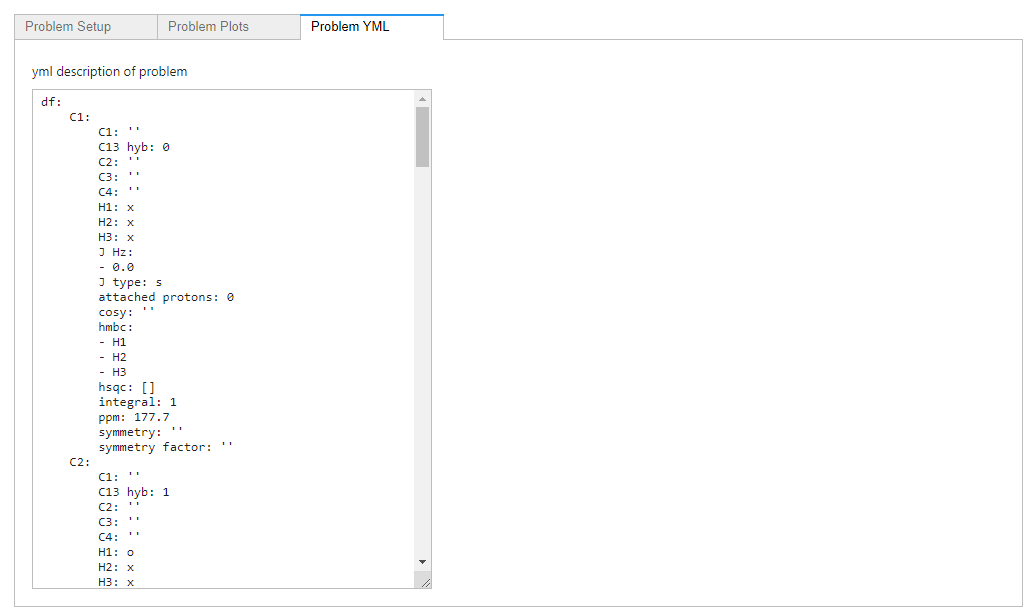 Problem Setup Problem Plots Problem YML
yml description of problem
df:
C1:
C1: ''
C13 hyb: 0
C2: ''
C3: ''
C4: ''
H1: x
H2: x
H3: x
J Hz:
- 0.0
J type: s
attached protons: 0
cosy: ''
hmbc:
- H1
- H2
- H3
hsqc: []
integral: 1
ppm: 177.7
symmetry: ''
symmetry factor: ''
C2:
C1: ''
C13 hyb: 1
C2: ''
C3: ''
C4: ''
H1: o
H2: x
H3: x